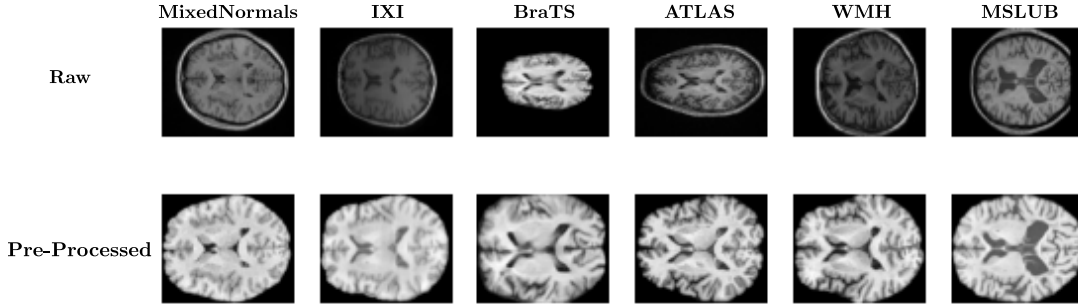 MixedNormals IXI BraTS ATLAS WMH MSLUB
Raw
Pre-Processed